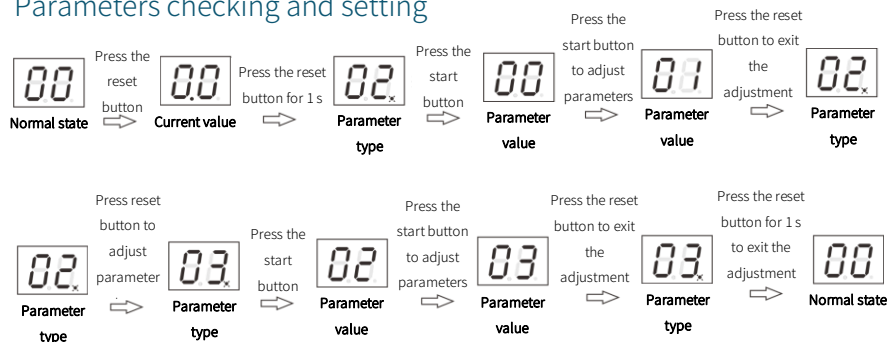 Parameters checking and setting
00
Normal state
Press the
reset
button
0.0
Current value
Press the reset
button for 1 s
02.
Parameter
type
Press the
start
button
00
Parameter
value
Press the
start button
to adjust
parameters
01
Parameter
value
Press the reset
button to exit
the
adjustment
02.
Parameter
type
02.
Parameter
type
Press reset
button to
adjust
parameter
03.
Parameter
type
Press the
start
button
02
Parameter
value
Press the
start button
to adjust
parameters
03
Parameter
value
Press the reset
button to exit
the
adjustment
03.
Parameter
type
Press the reset
button for 1 s
to exit the
adjustment
00
Normal state